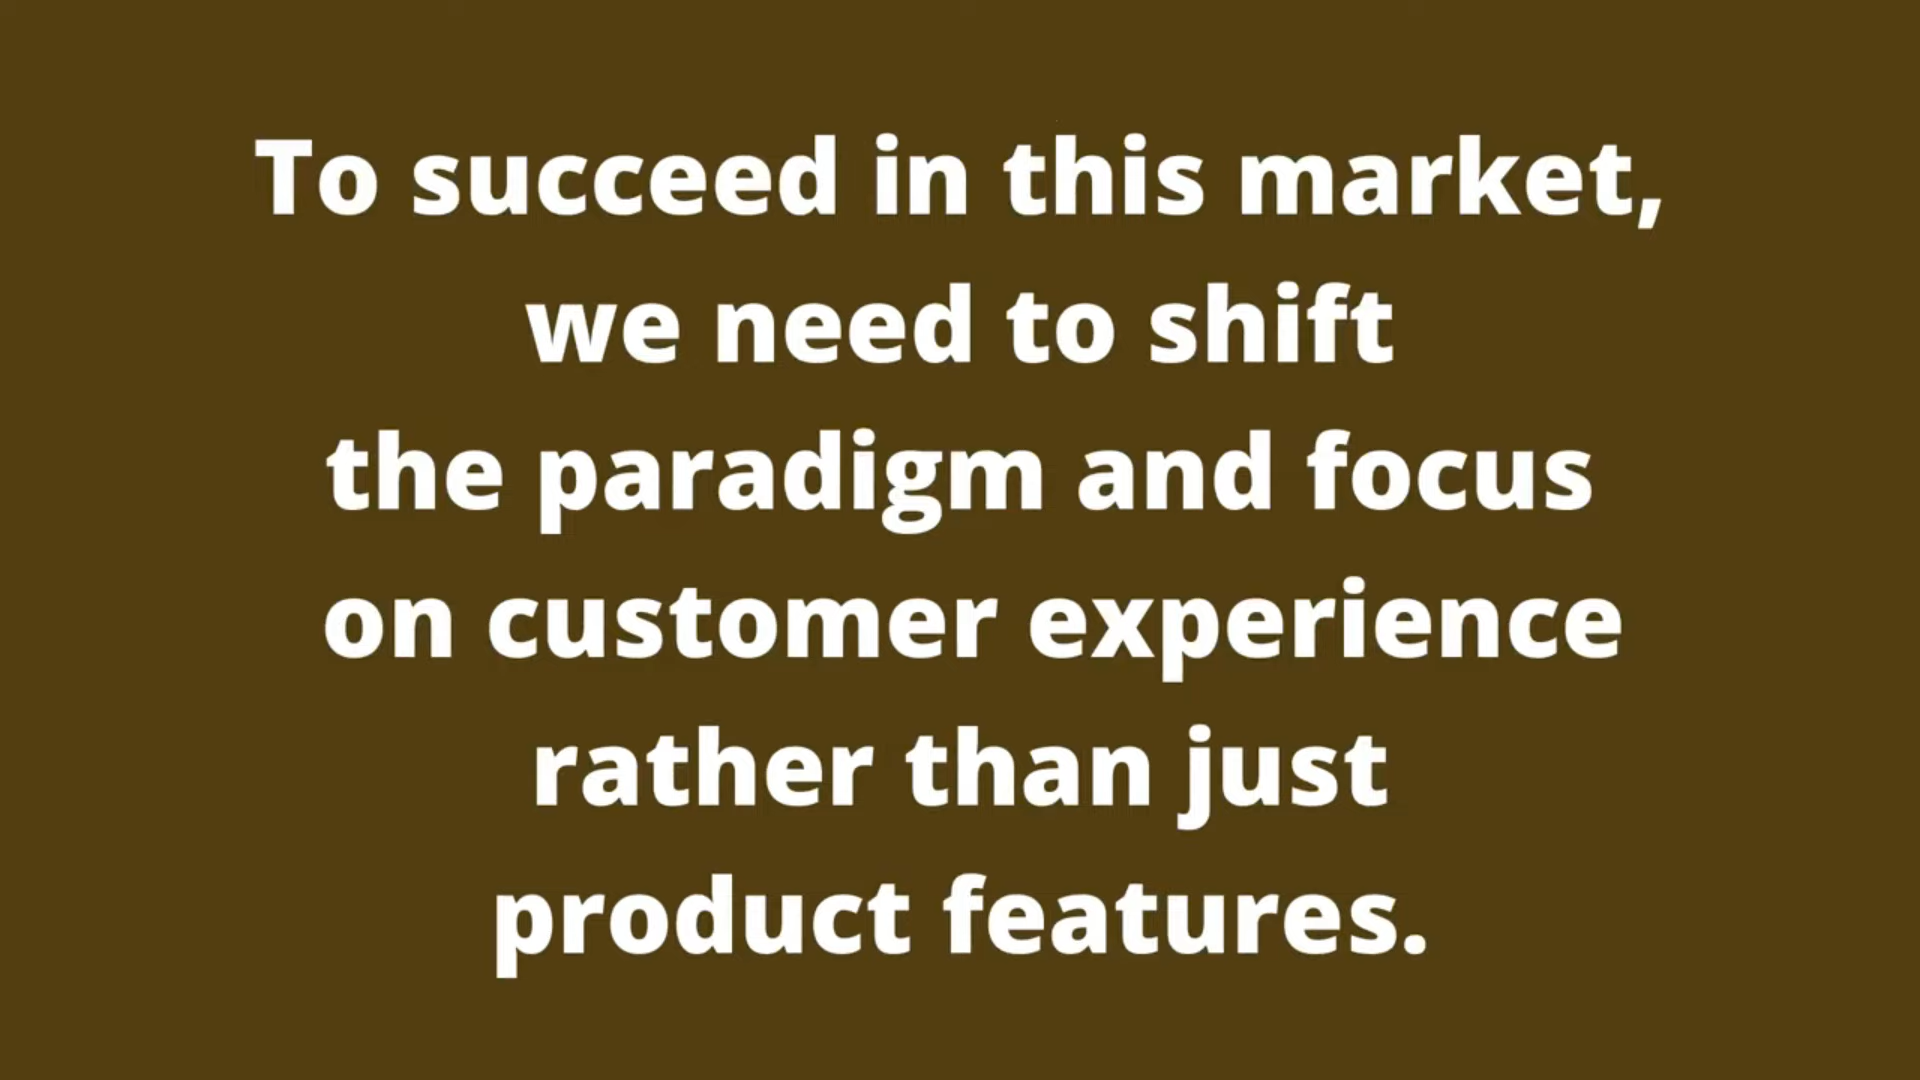 To succeed in this market,
we need to shift
the paradigm and focus
on customer experience
rather than just
product features.